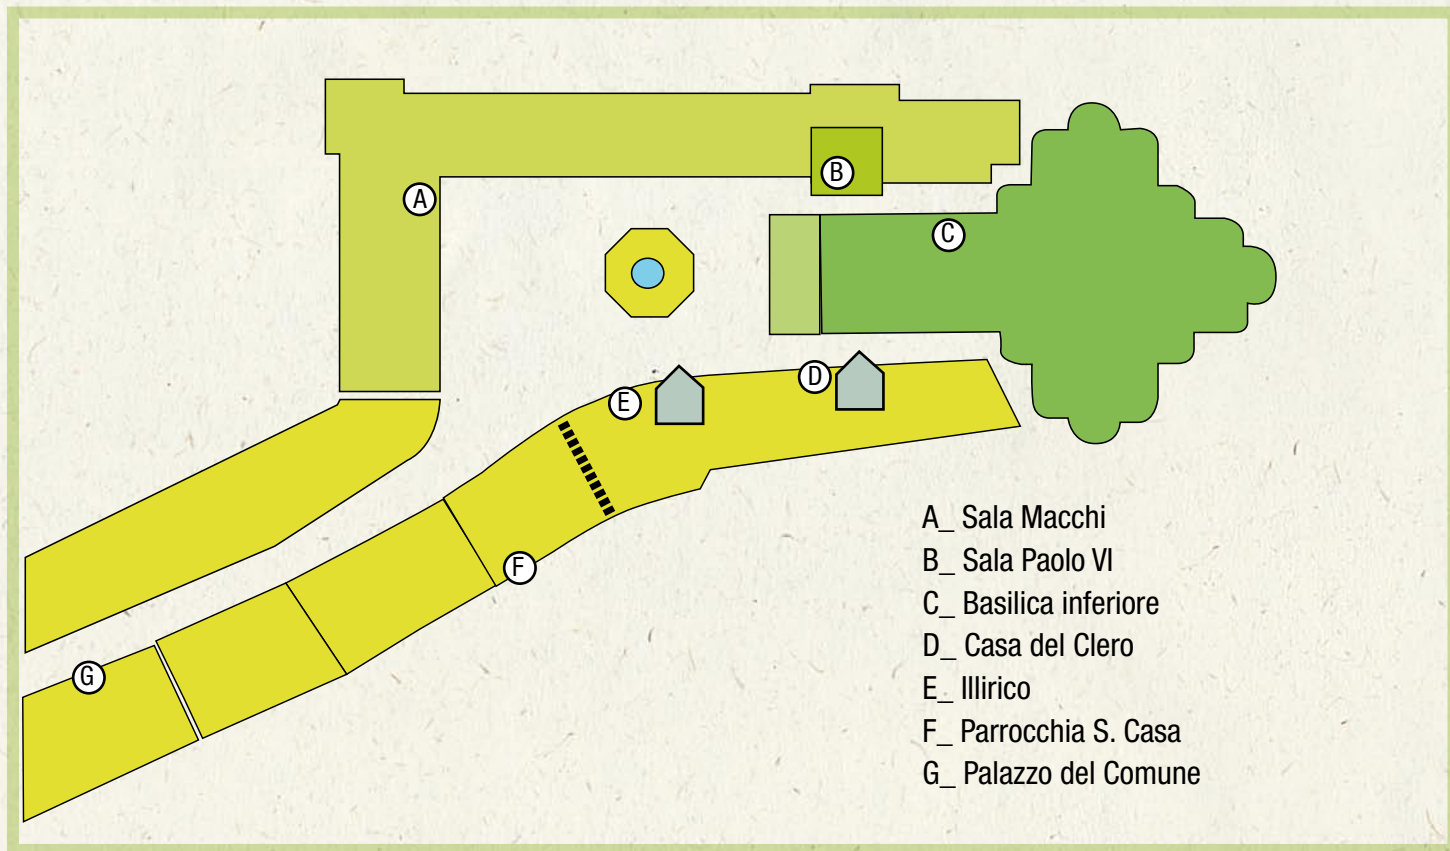 A
B
C
D
E
F
G
A_ Sala Macchi
B_ Sala Paolo VI
C_ Basilica inferiore
D_ Casa del Clero
E_ Illirico
F_ Parrocchia S. Casa
G_ Palazzo del Comune